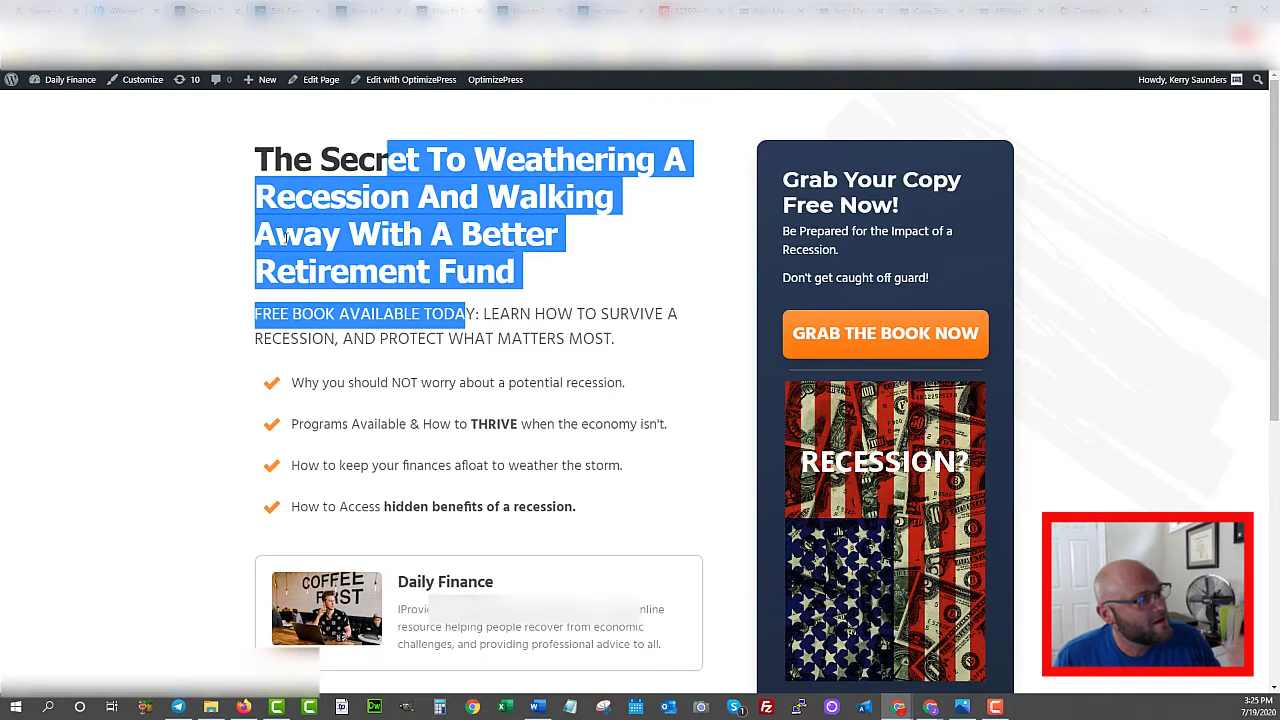 Daily Finance Customize 10 0 New Edit Page Edit with OptimizePress OptimizePress Howdy, Kerry Saunders
The Secret To Weathering A
Recession And Walking
Away With A Better
Retirement Fund
FREE BOOK AVAILABLE TODAY: LEARN HOW TO SURVIVE A
RECESSION, AND PROTECT WHAT MATTERS MOST.
Why you should NOT worry about a potential recession.
Programs Available & How to THRIVE when the economy isn't.
How to keep your finances afloat to weather the storm.
How to Access hidden benefits of a recession.
COFFEE
FIRST
Daily Finance
resource helping people recover from economic
challenges, and providing professional advice to all.
Grab Your Copy
Free Now!
Be Prepared for the Impact of a
Recession.
Don't get caught off guard!
GRAB THE BOOK NOW
RECESSION?
3:25 PM
7/19/2020